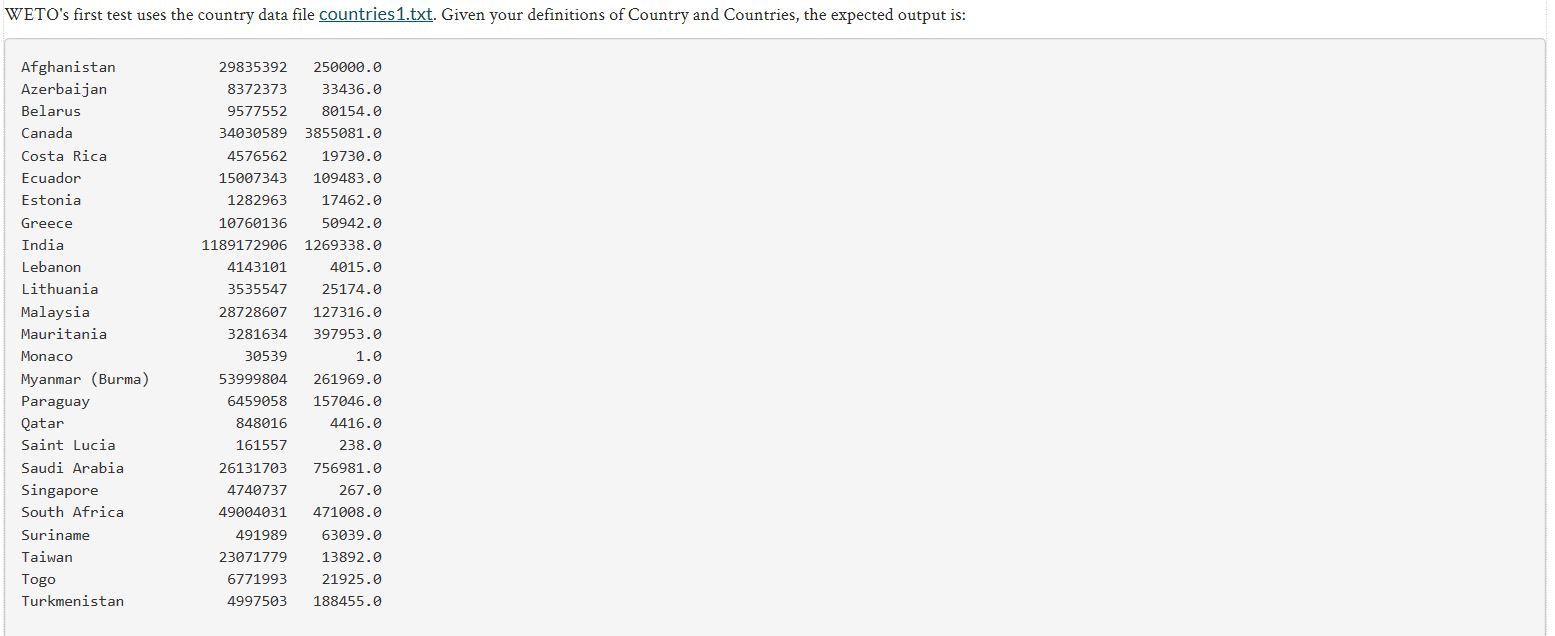 WETO's first test uses the country data file countries1.txt. Given your definitions of Country and Countries, the expected output is:
Afghanistan            29835392   250000.0
Azerbaijan              8372373    33436.0
Belarus                 9577552    80154.0
Canada                 34030589  3855081.0
Costa Rica              4576562    19730.0
Ecuador                15007343   109483.0
Estonia                 1282963    17462.0
Greece                 10760136    50942.0
India                1189172906  1269338.0
Lebanon                 4143101     4015.0
Lithuania               3535547    25174.0
Malaysia               28728607   127316.0
Mauritania              3281634   397953.0
Monaco                    30539        1.0
Myanmar (Burma)        53999804   261969.0
Paraguay                6459058   157046.0
Qatar                    848016     4416.0
Saint Lucia              161557      238.0
Saudi Arabia           26131703   756981.0
Singapore               4740737      267.0
South Africa           49004031   471008.0
Suriname                 491989    63039.0
Taiwan                 23071779    13892.0
Togo                    6771993    21925.0
Turkmenistan            4997503   188455.0